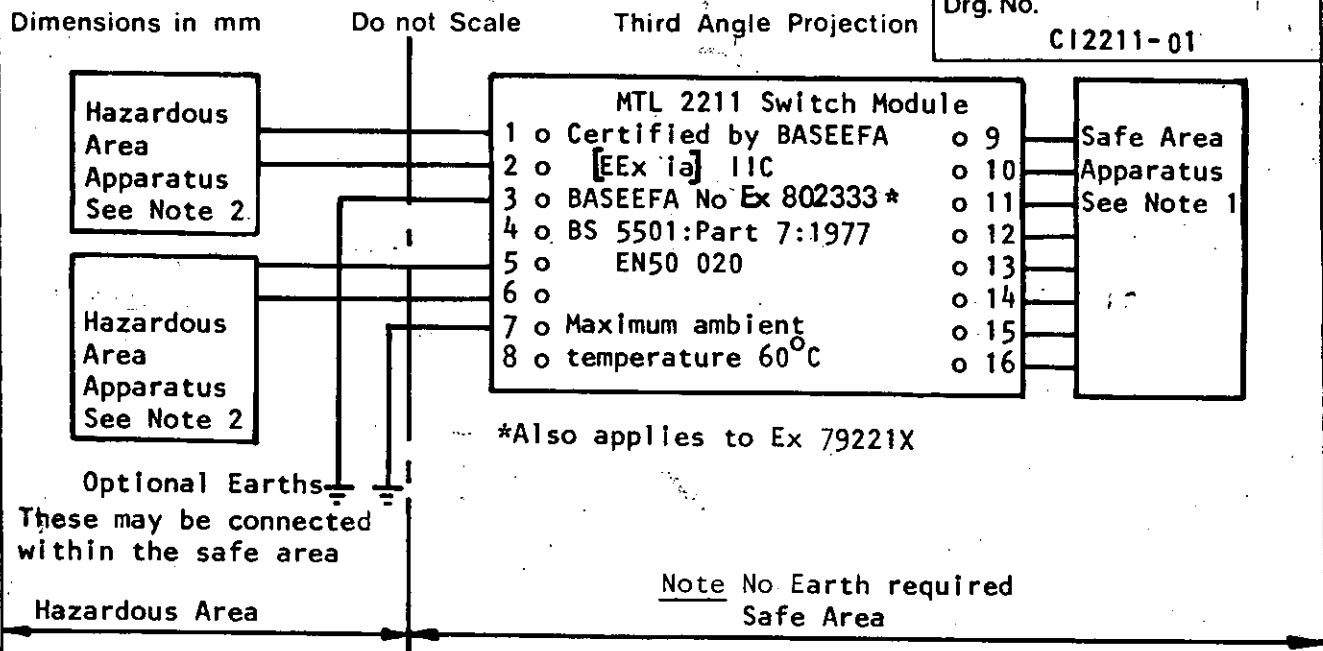 Dimensions in mm Do not Scale Third Angle Projection
Drg. No.
CI2211-01
Hazardous
Area
Apparatus
See Note 2
Hazardous
Area
Apparatus
See Note 2
MTL 2211 Switch Module
1 o Certified by BASEEFA o 9
2 o [EEx ia] IIC o 10
3 o BASEEFA No Ex 802333 * o 11
4 o BS 5501:Part 7:1977 o 12
5 o EN50 020 o 13
6 o o 14
7 o Maximum ambient o 15
8 o temperature 60°C o 16
Safe Area
Apparatus
See Note 1
*Also applies to Ex 79221X
Optional Earths
These may be connected
within the safe area
Note No Earth required
Hazardous Area Safe Area